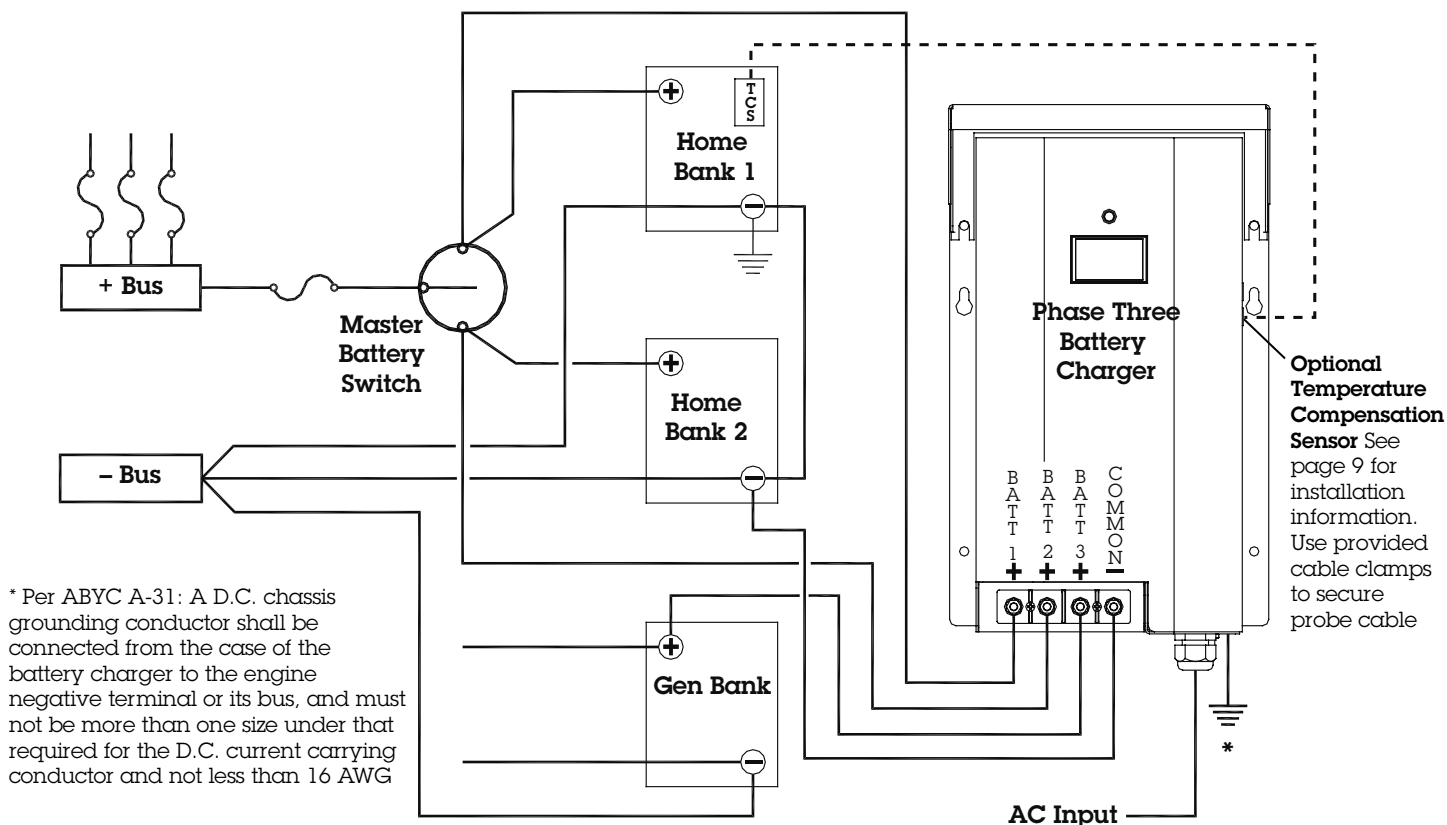 T
C
S
Home
Bank 1
+ Bus
Master
Battery
Switch
Home
Bank 2
– Bus
Gen Bank
* Per ABYC A-31: A D.C. chassis
grounding conductor shall be
connected from the case of the
battery charger to the engine
negative terminal or its bus, and must
not be more than one size under that
required for the D.C. current carrying
conductor and not less than 16 AWG
Phase Three
Battery
Charger
BATT 1 +
BATT 2 +
BATT 3 +
COMMON –
Optional
Temperature
Compensation
Sensor See
page 9 for
installation
information.
Use provided
cable clamps
to secure
probe cable
*
AC Input